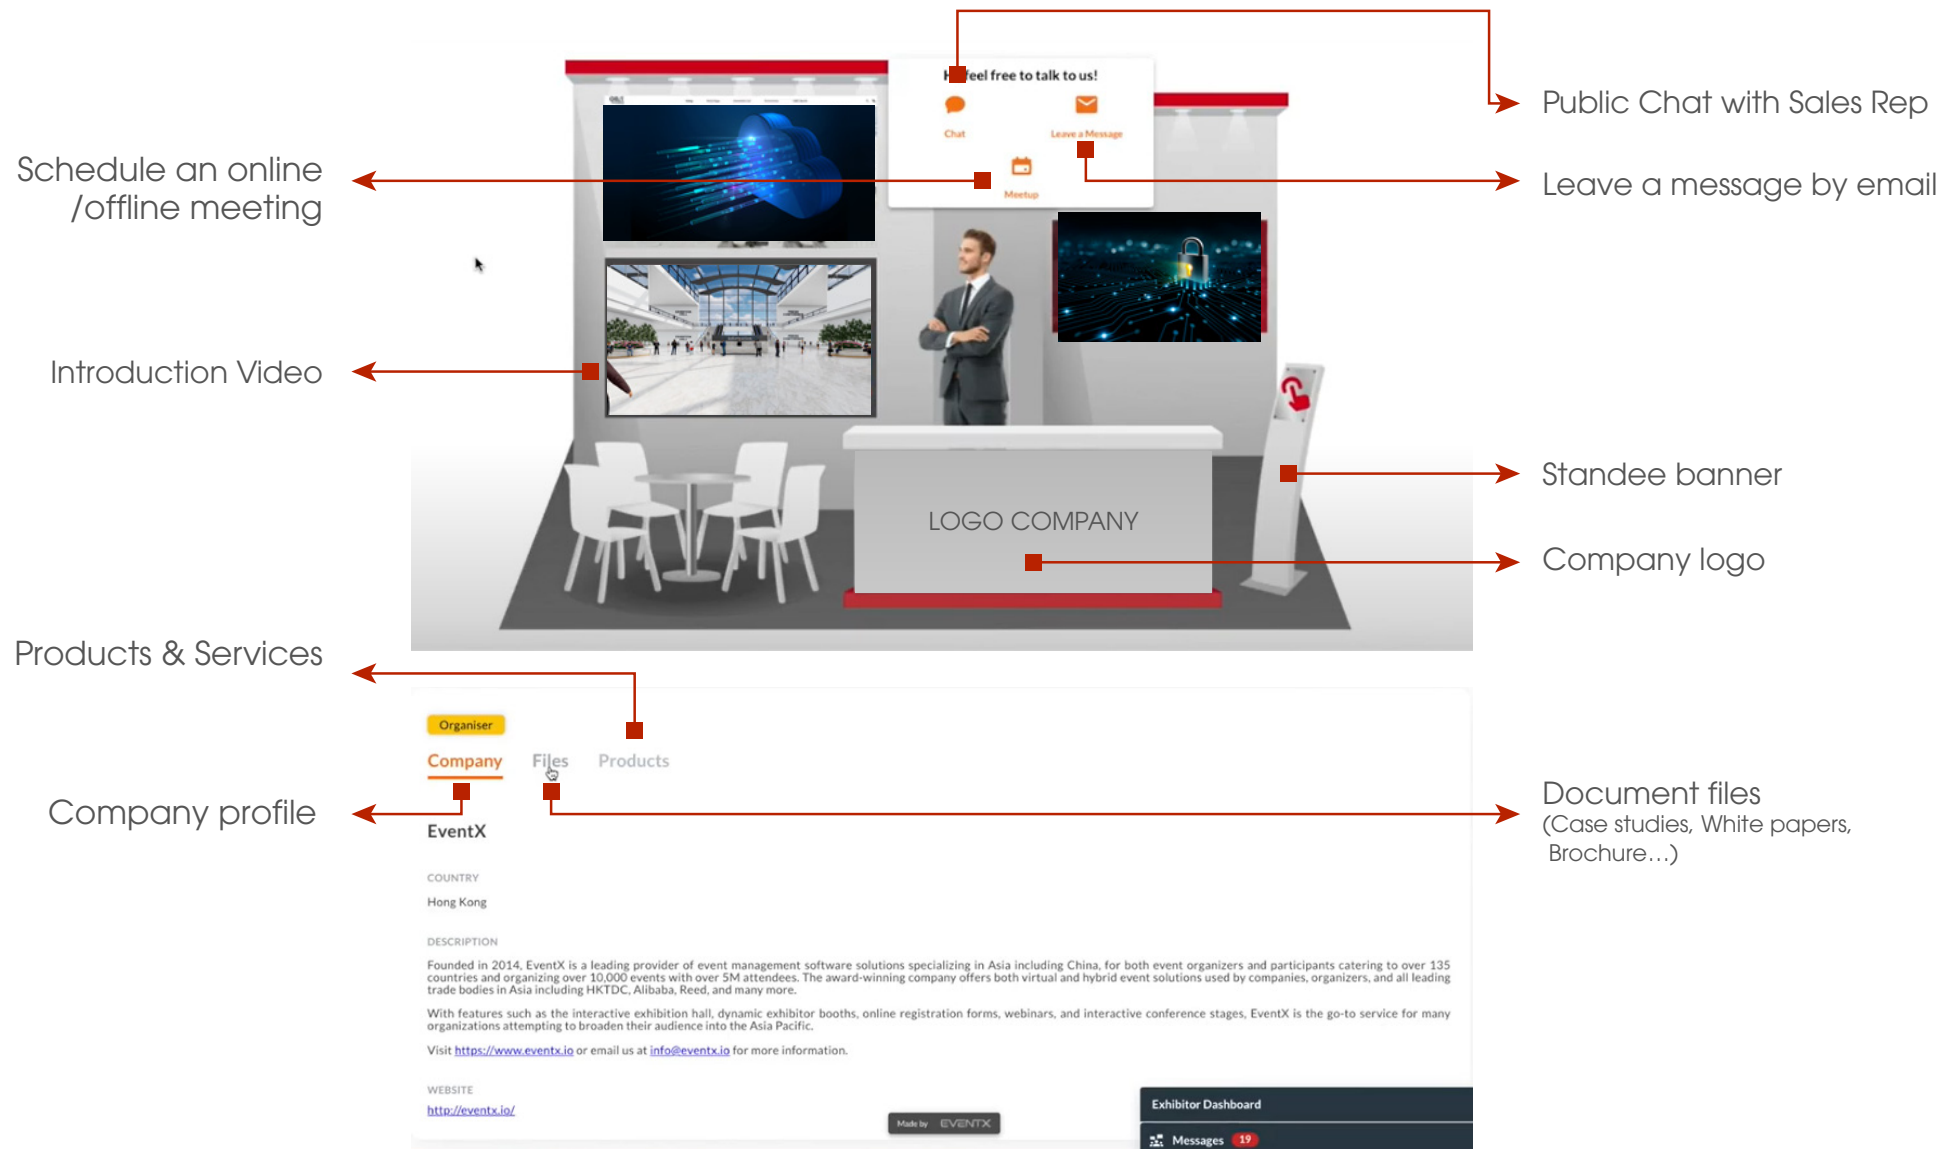 Hi, feel free to talk to us!
Chat
Leave a Message
Meetup
Public Chat with Sales Rep
Schedule an online
/offline meeting
Leave a message by email
Introduction Video
Standee banner
LOGO COMPANY
Company logo
Products & Services
Organiser
Company Files Products
Company profile
Document files
(Case studies, White papers,
Brochure...)
EventX
COUNTRY
Hong Kong
DESCRIPTION
Founded in 2014, EventX is a leading provider of event management software solutions specializing in Asia including China, for both event organizers and participants catering to over 135
countries and organizing over 10,000 events with over 5M attendees. The award-winning company offers both virtual and hybrid event solutions used by companies, organizers, and all leading
trade bodies in Asia including HKTDC, Alibaba, Reed, and many more.
With features such as the interactive exhibition hall, dynamic exhibitor booths, online registration forms, webinars, and interactive conference stages, EventX is the go-to service for many
organizations attempting to broaden their audience into the Asia Pacific.
Visit https://www.eventx.io or email us at info@eventx.io for more information.
WEBSITE
http://eventx.io/
Made by EVENTX
Exhibitor Dashboard
Messages 19